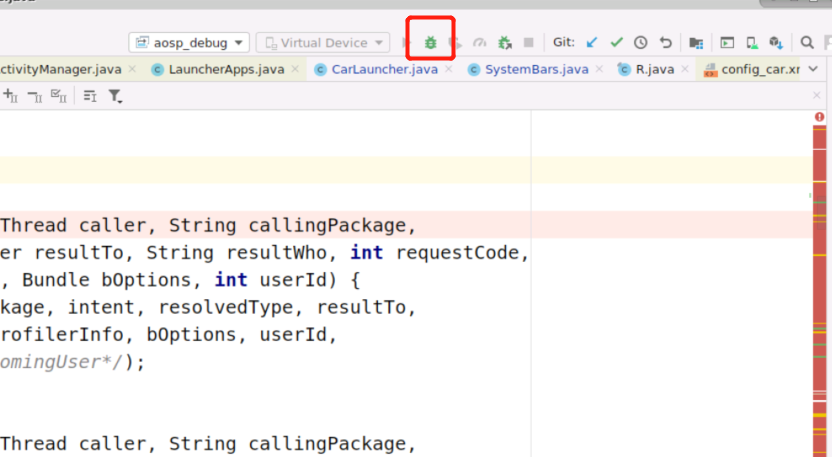 aosp_debug Virtual Device Git:
ctivityManager.java LauncherApps.java CarLauncher.java SystemBars.java R.java config_car.xr
Thread caller, String callingPackage,
er resultTo, String resultWho, int requestCode,
, Bundle bOptions, int userId) {
kage, intent, resolvedType, resultTo,
rofilerInfo, bOptions, userId,
omingUser*/);
Thread caller, String callingPackage,